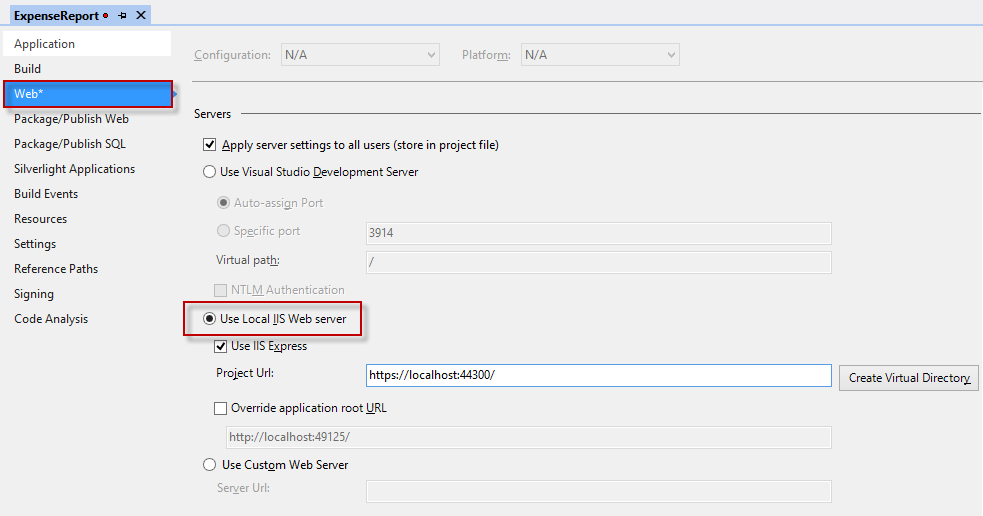 ExpenseReport
Application
Build
Web*
Package/Publish Web
Package/Publish SQL
Silverlight Applications
Build Events
Resources
Settings
Reference Paths
Signing
Code Analysis
Configuration: N/A Platform: N/A
Servers
Apply server settings to all users (store in project file)
Use Visual Studio Development Server
Auto-assign Port
Specific port 3914
Virtual path: /
NTLM Authentication
Use Local IIS Web server
Use IIS Express
Project Url: https://localhost:44300/ Create Virtual Directory
Override application root URL
http://localhost:49125/
Use Custom Web Server
Server Url: